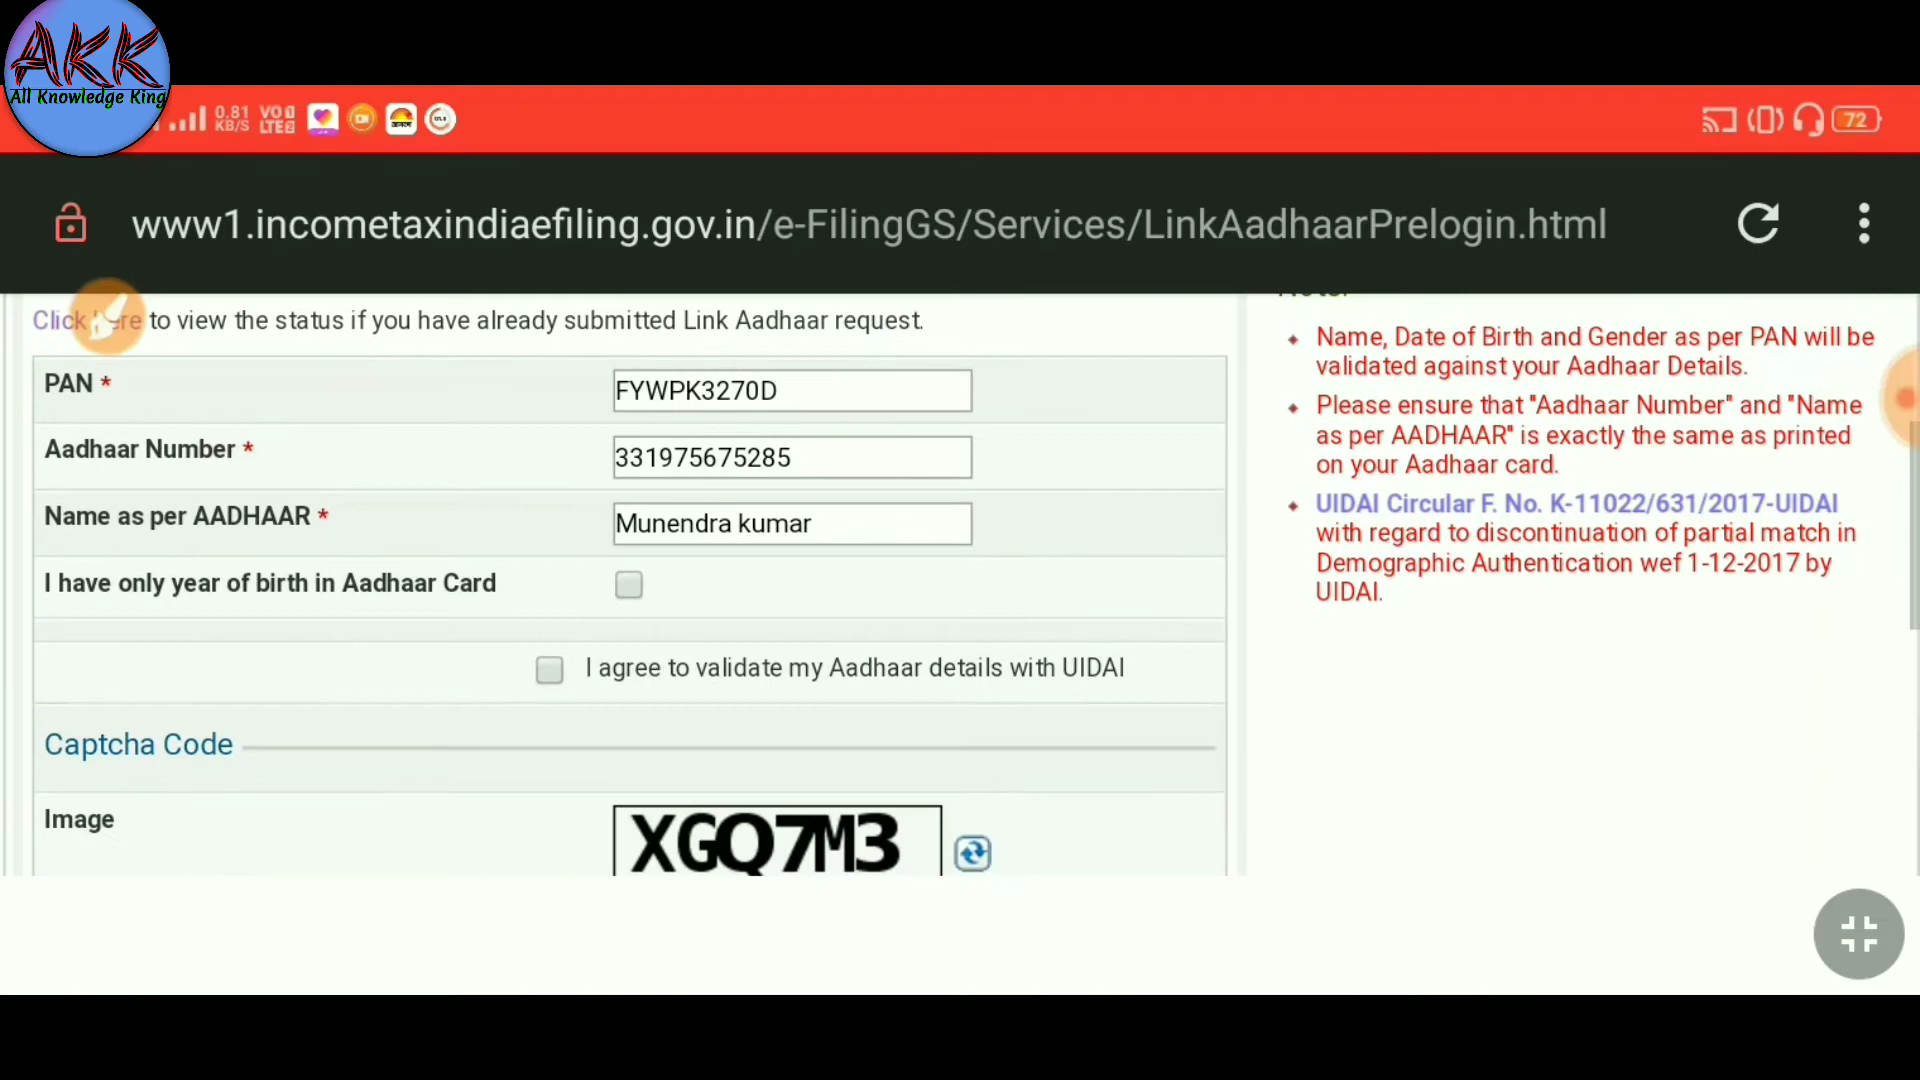 AKK
All Knowledge King
0.81 KB/S
VO LTE2
72
www1.incometaxindiaefiling.gov.in/e-FilingGS/Services/LinkAadhaarPrelogin.html
Click here to view the status if you have already submitted Link Aadhaar request.
PAN * FYWPK3270D
Aadhaar Number * 331975675285
Name as per AADHAAR * Munendra kumar
I have only year of birth in Aadhaar Card
I agree to validate my Aadhaar details with UIDAI
Captcha Code
Image XGQ7M3
Name, Date of Birth and Gender as per PAN will be
validated against your Aadhaar Details.
Please ensure that "Aadhaar Number" and "Name
as per AADHAAR" is exactly the same as printed
on your Aadhaar card.
UIDAI Circular F. No. K-11022/631/2017-UIDAI
with regard to discontinuation of partial match in
Demographic Authentication wef 1-12-2017 by
UIDAI.